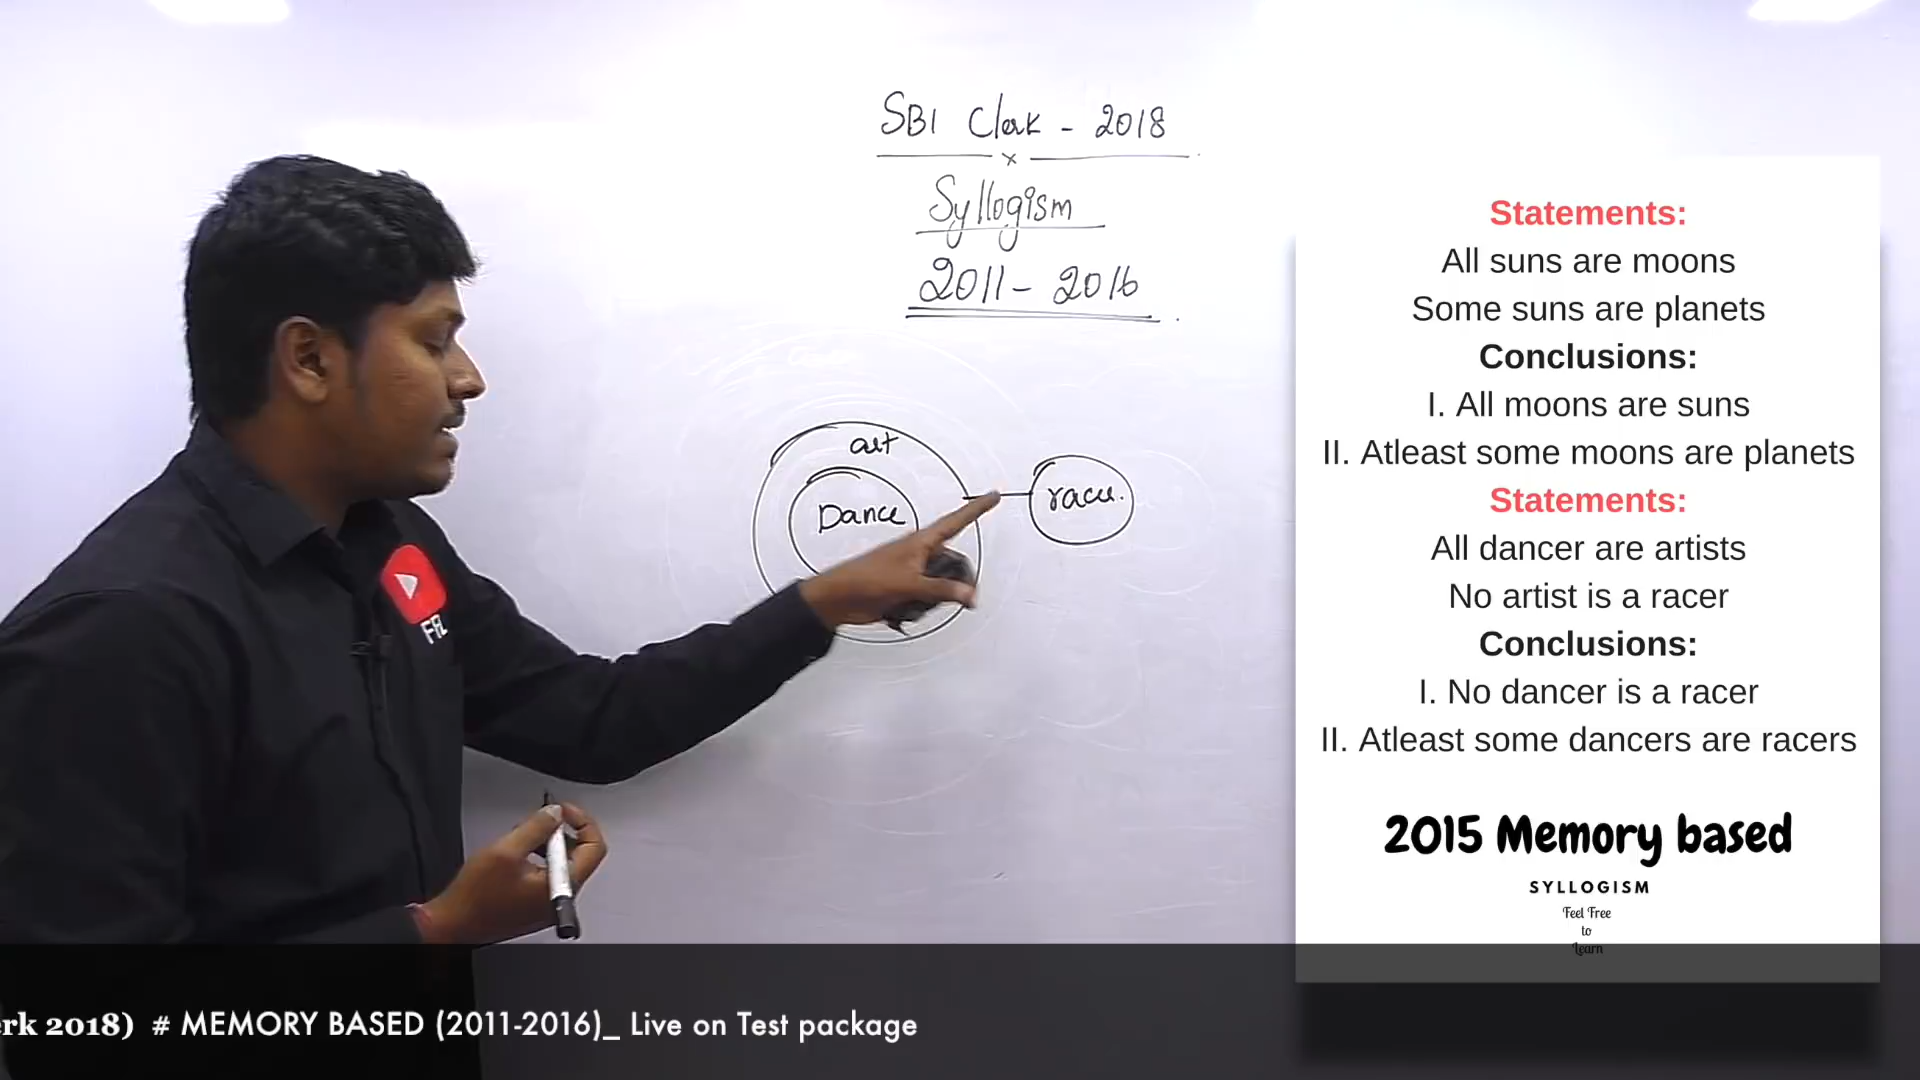 SBI Clerk - 2018
x
Syllogism
2011 - 2016
art
Dance
race.
FFL
Statements:
All suns are moons
Some suns are planets
Conclusions:
I. All moons are suns
II. Atleast some moons are planets
Statements:
All dancer are artists
No artist is a racer
Conclusions:
I. No dancer is a racer
II. Atleast some dancers are racers
2015 Memory based
SYLLOGISM
Feel Free
to
Learn
rk 2018) # MEMORY BASED (2011-2016)_ Live on Test package